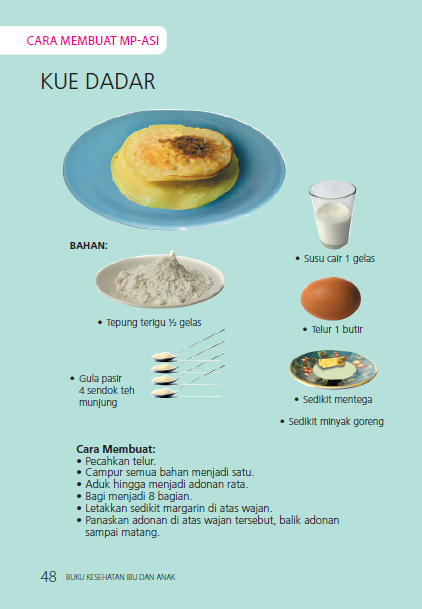 CARA MEMBUAT MP-ASI
KUE DADAR
BAHAN:
• Susu cair 1 gelas
• Tepung terigu ½ gelas
• Telur 1 butir
• Gula pasir
4 sendok teh
munjung
• Sedikit mentega
• Sedikit minyak goreng
Cara Membuat:
• Pecahkan telur.
• Campur semua bahan menjadi satu.
• Aduk hingga menjadi adonan rata.
• Bagi menjadi 8 bagian.
• Letakkan sedikit margarin di atas wajan.
• Panaskan adonan di atas wajan tersebut, balik adonan
sampai matang.
48 BUKU KESEHATAN IBU DAN ANAK